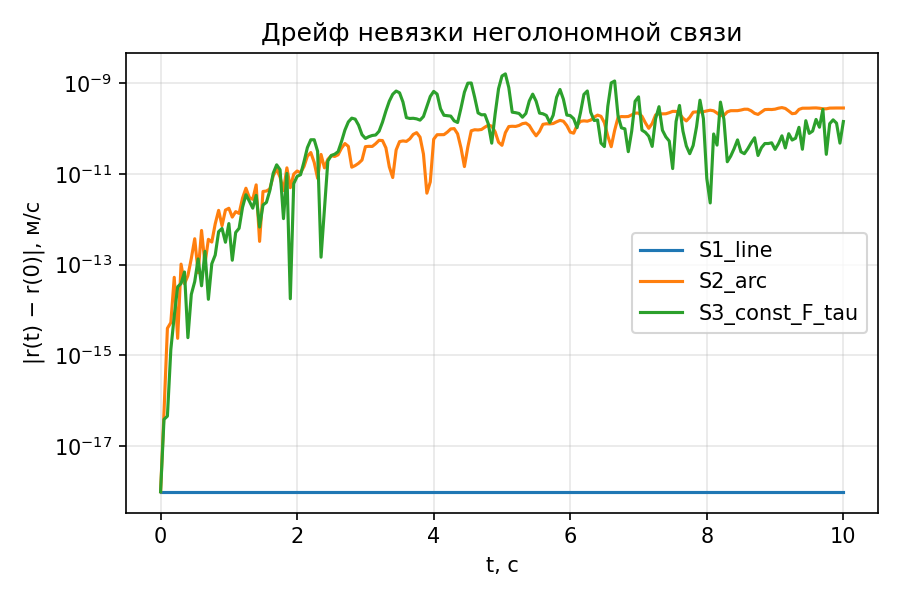 Дрейф невязки неголономной связи
|r(t) − r(0)|, м/с
10⁻⁹
10⁻¹¹
10⁻¹³
10⁻¹⁵
10⁻¹⁷
S1_line
S2_arc
S3_const_F_tau
0 2 4 6 8 10
t, с